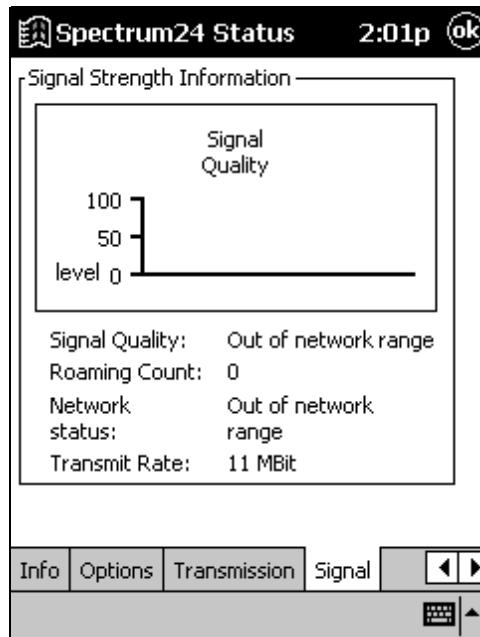 Spectrum24 Status 2:01p ok
Signal Strength Information
Signal
Quality
100
50
level 0
Signal Quality: Out of network range
Roaming Count: 0
Network status: Out of network range
Transmit Rate: 11 MBit
Info Options Transmission Signal